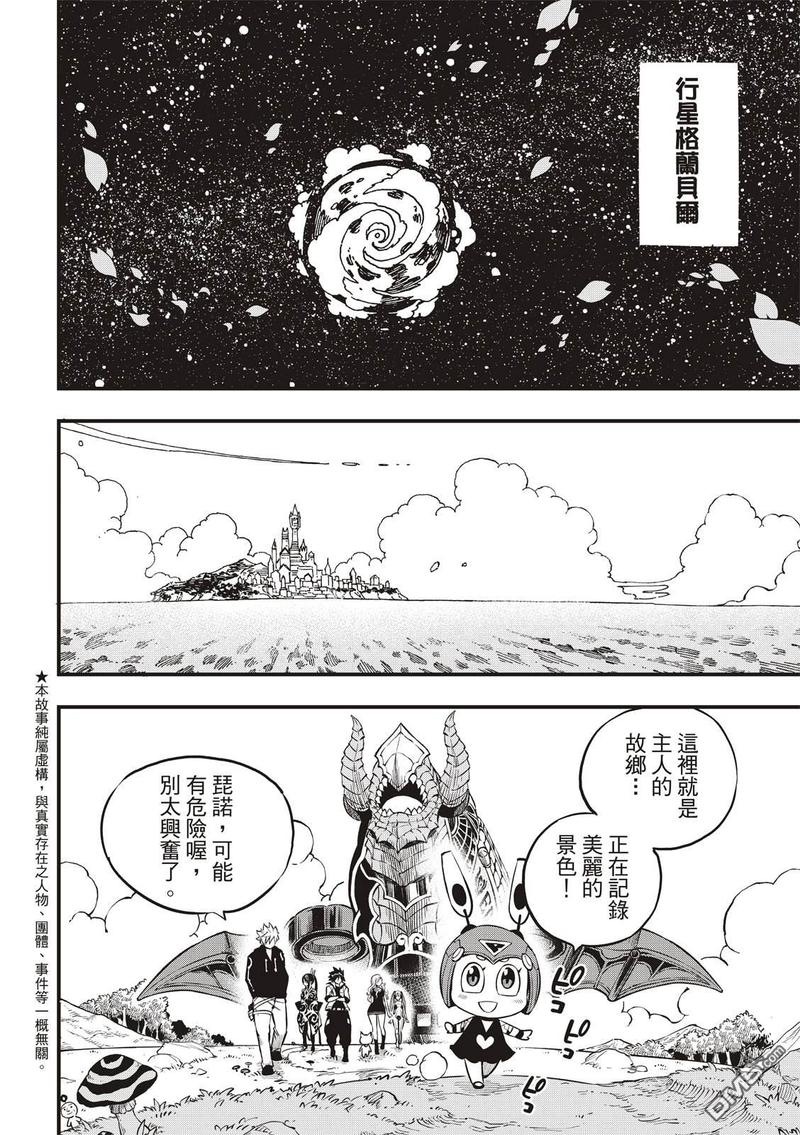 行星格蘭貝爾
這裡就是
主人的
故鄉…
正在記錄
美麗的
景色！
琵諾，可能
有危險喔，
別太興奮了。
ピコ
ピコ
★本故事純屬虛構，與真實存在之人物、團體、事件等一概無關。
DM5.COM